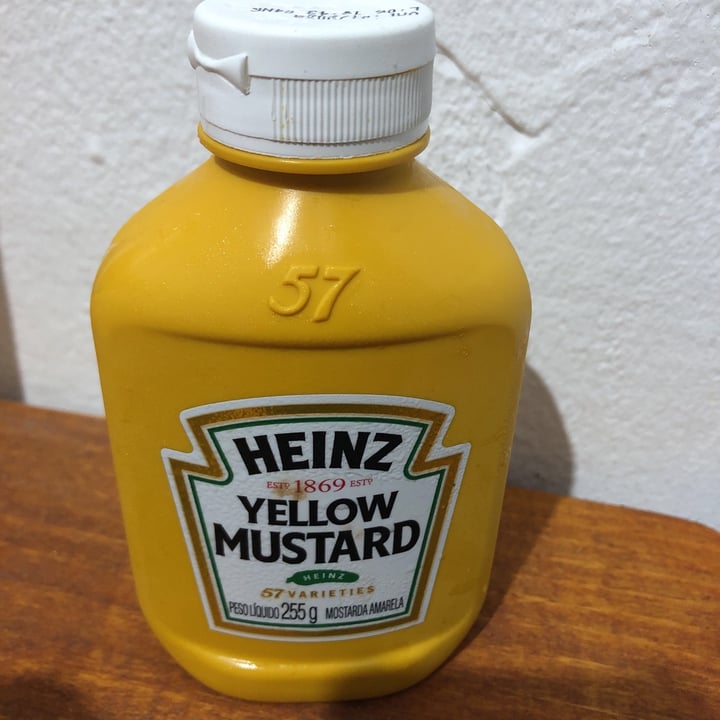 57
HEINZ
ESTD 1869 ESTD
YELLOW
MUSTARD
HEINZ
57 VARIETIES
PESO LÍQUIDO 255 g MOSTARDA AMARELA